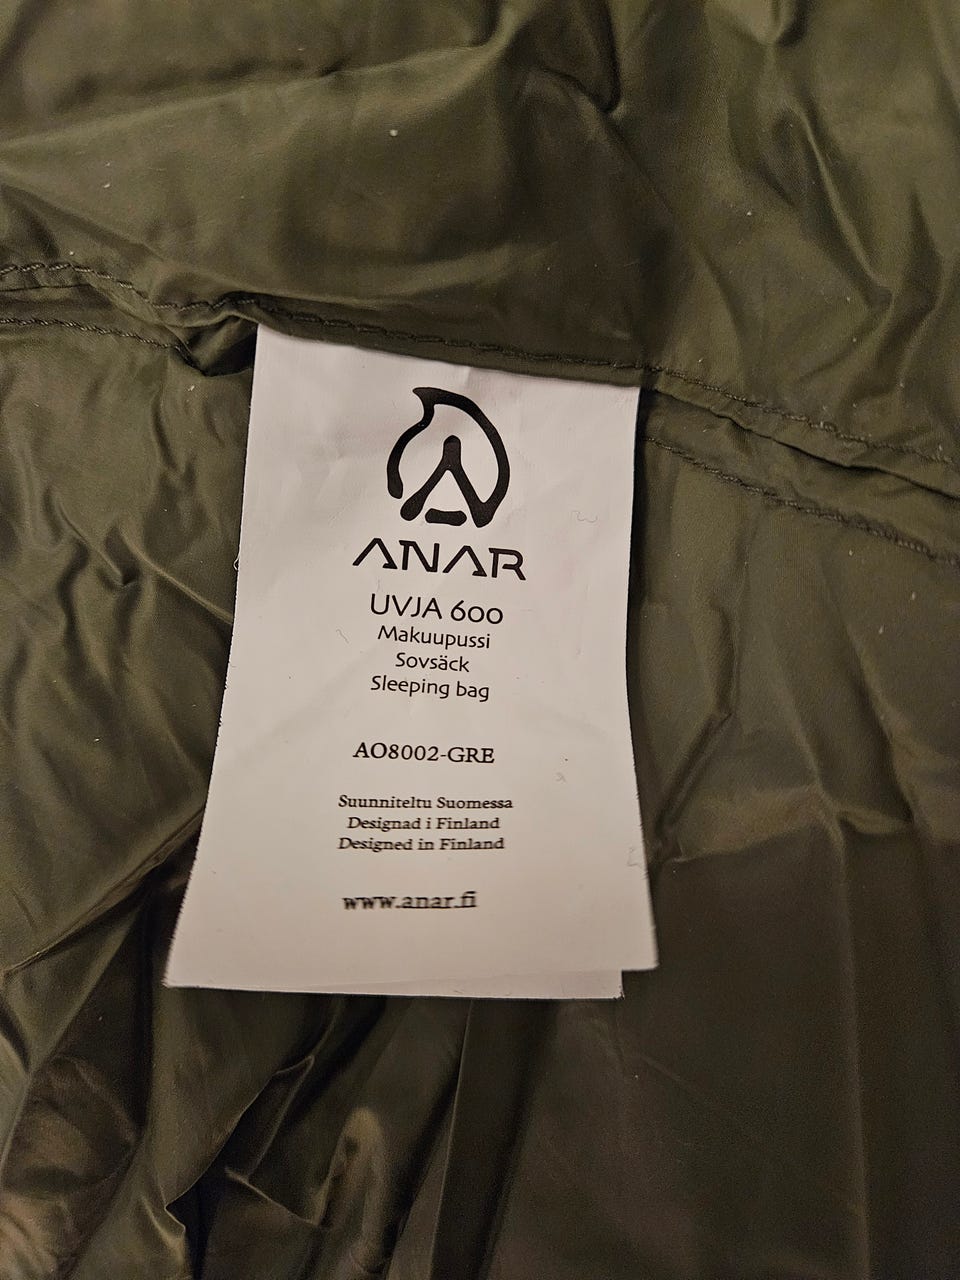 ANAR
UVJA 600
Makuupussi
Sovsäck
Sleeping bag
AO8002-GRE
Suunniteltu Suomessa
Designad i Finland
Designed in Finland
www.anar.fi